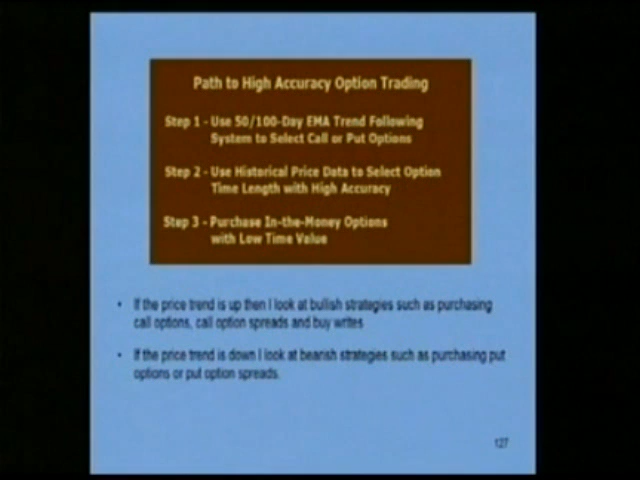 Path to High Accuracy Option Trading
Step 1 - Use 50/100-Day EMA Trend Following
System to Select Call or Put Options
Step 2 - Use Historical Price Data to Select Option
Time Length with High Accuracy
Step 3 - Purchase In-the-Money Options
with Low Time Value
• If the price trend is up then I look at bullish strategies such as purchasing
call options, call option spreads and buy writes
• If the price trend is down I look at bearish strategies such as purchasing put
options or put option spreads.
127